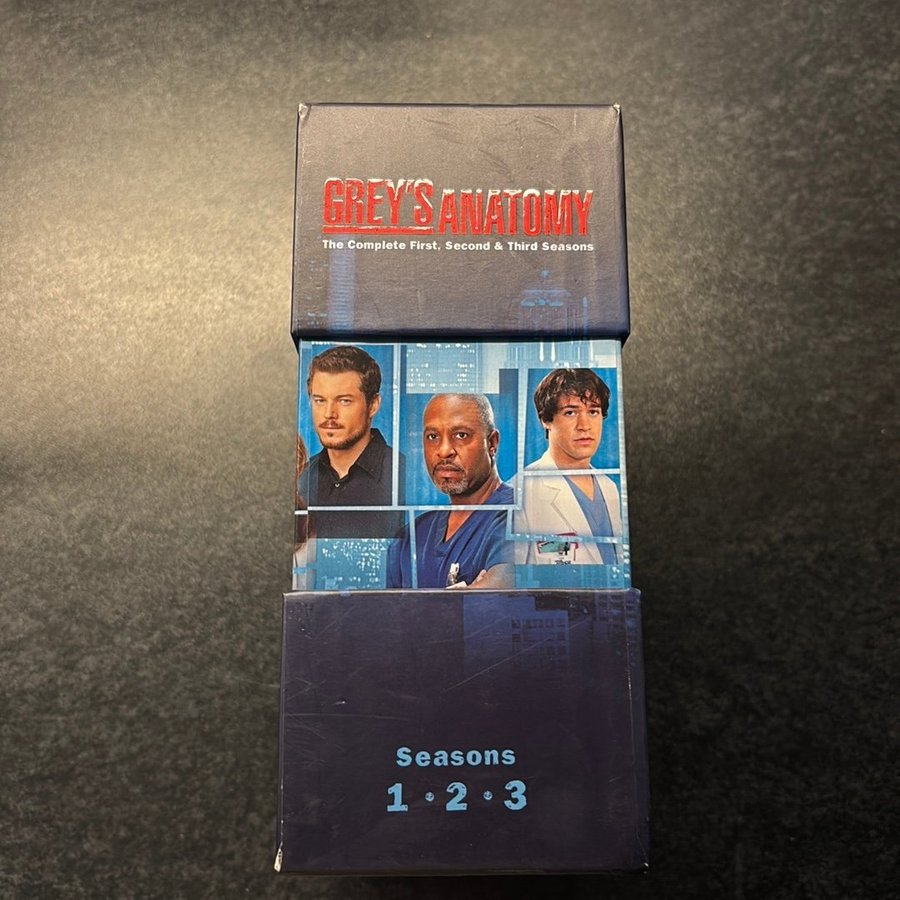 GREY'S ANATOMY
The Complete First, Second & Third Seasons
Seasons
1 · 2 · 3